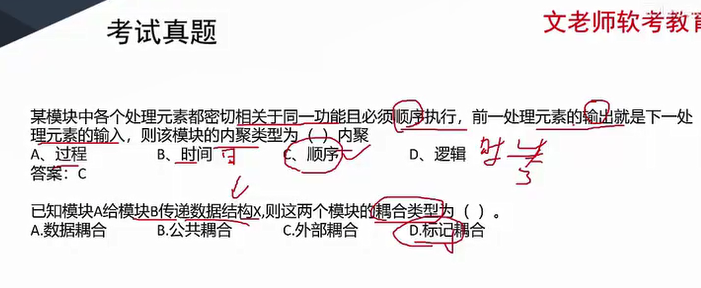 考试真题
文老师软考教育
某模块中各个处理元素都密切相关于同一功能且必须顺序执行，前一处理元素的输出就是下一处
理元素的输入，则该模块的内聚类型为（ ）内聚
A、过程 B、时间 C、顺序 D、逻辑
答案：C
已知模块A给模块B传递数据结构X,则这两个模块的耦合类型为（ ）。
A.数据耦合 B.公共耦合 C.外部耦合 D.标记耦合